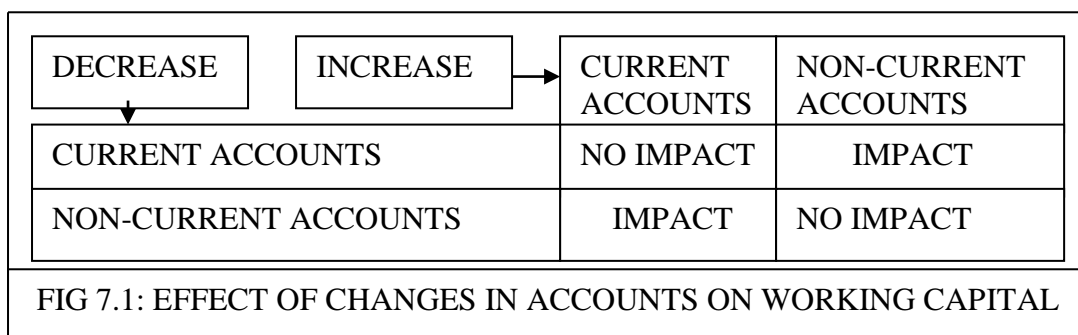 DECREASE INCREASE CURRENT ACCOUNTS NON-CURRENT ACCOUNTS
CURRENT ACCOUNTS NO IMPACT IMPACT
NON-CURRENT ACCOUNTS IMPACT NO IMPACT
FIG 7.1: EFFECT OF CHANGES IN ACCOUNTS ON WORKING CAPITAL